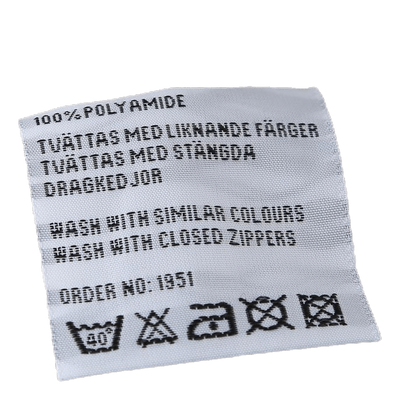 100% POLYAMIDE
TVÄTTAS MED LIKNANDE FÄRGER
TVÄTTAS MED STÄNGDA
DRAGKEDJOR
WASH WITH SIMILAR COLOURS
WASH WITH CLOSED ZIPPERS
ORDER NO: 1951
40°